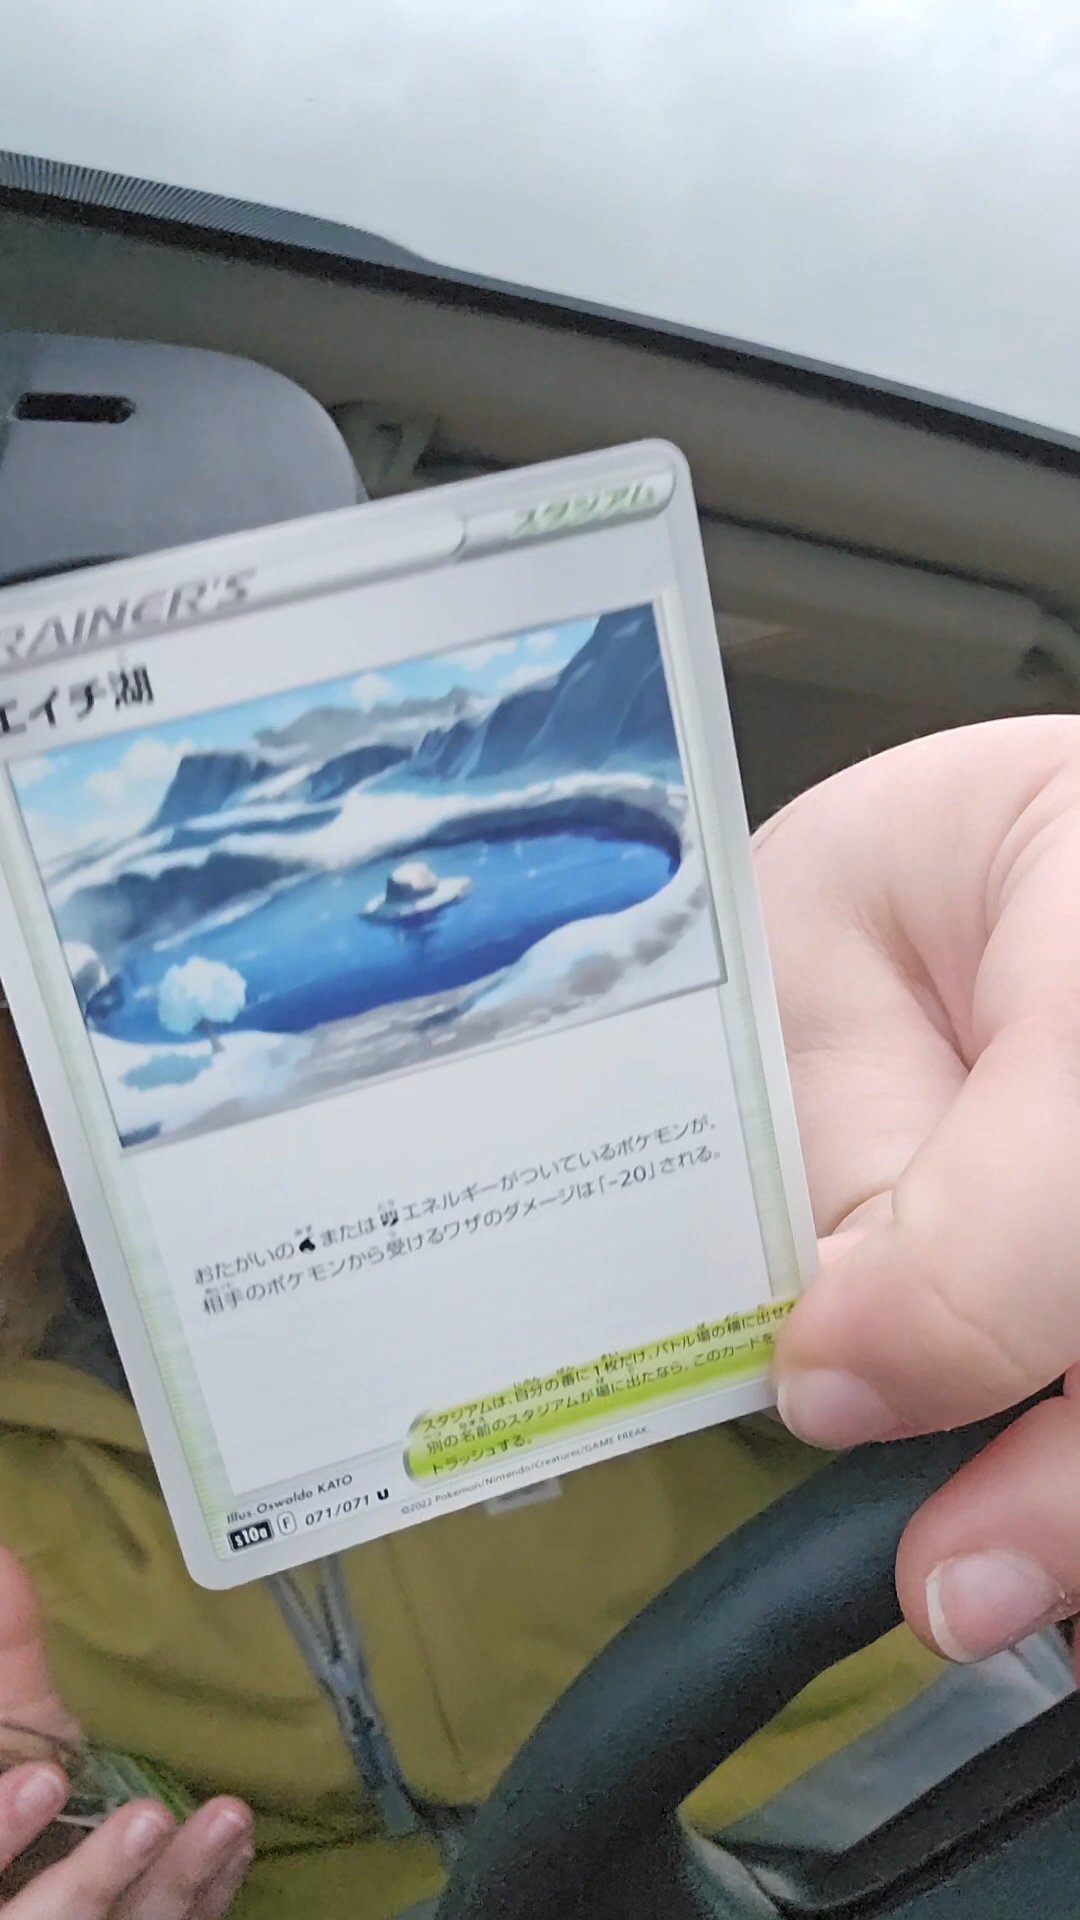 スタジアム
RAINER'S
エイチ湖
おたがいの または エネルギーがついているポケモンが、
相手のポケモンから受けるワザのダメージは「-20」される。
スタジアムは、自分の番に1枚だけ、バトル場の横に出せる
別の名前のスタジアムが場に出たなら、このカードを
トラッシュする。
Illus. Oswaldo KATO
s10a F 071/071 U
©2022 Pokémon/Nintendo/Creatures/GAME FREAK.